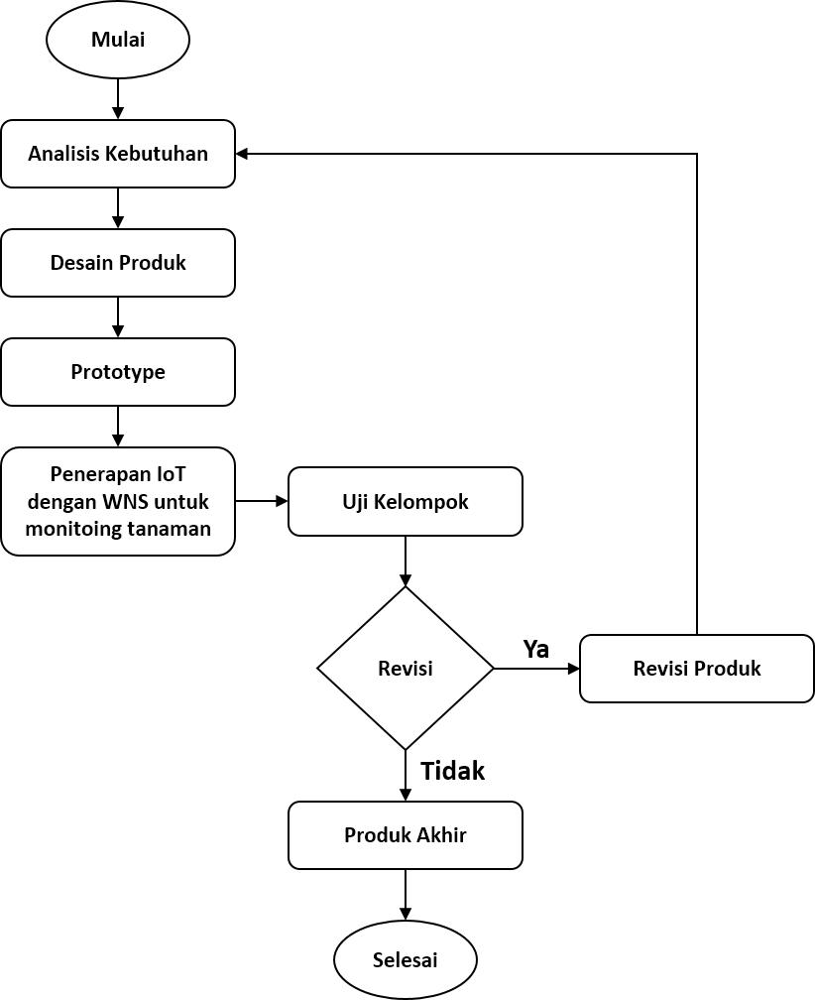 Mulai
Analisis Kebutuhan
Desain Produk
Prototype
Penerapan IoT
dengan WNS untuk
monitoing tanaman
Uji Kelompok
Revisi
Ya
Revisi Produk
Tidak
Produk Akhir
Selesai